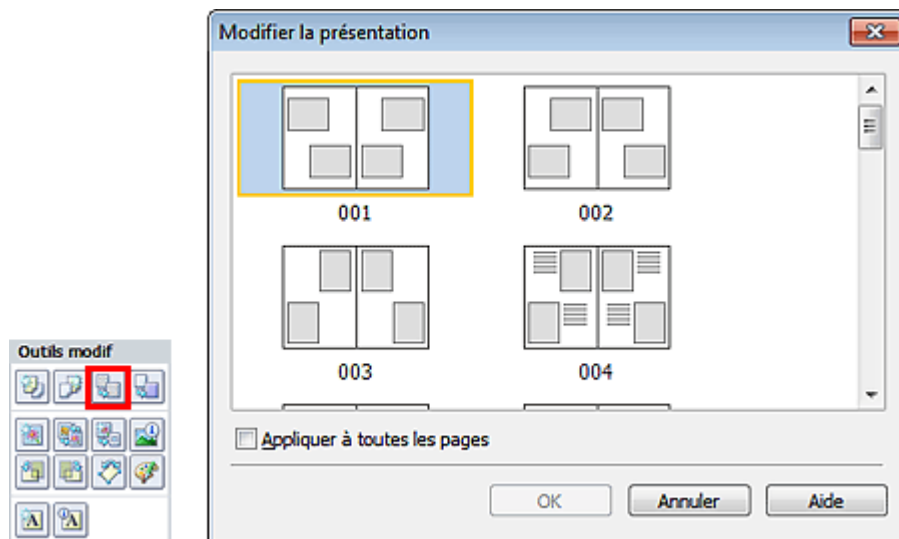 Modifier la présentation
001
002
003
004
Appliquer à toutes les pages
OK
Annuler
Aide
Outils modif
A
A